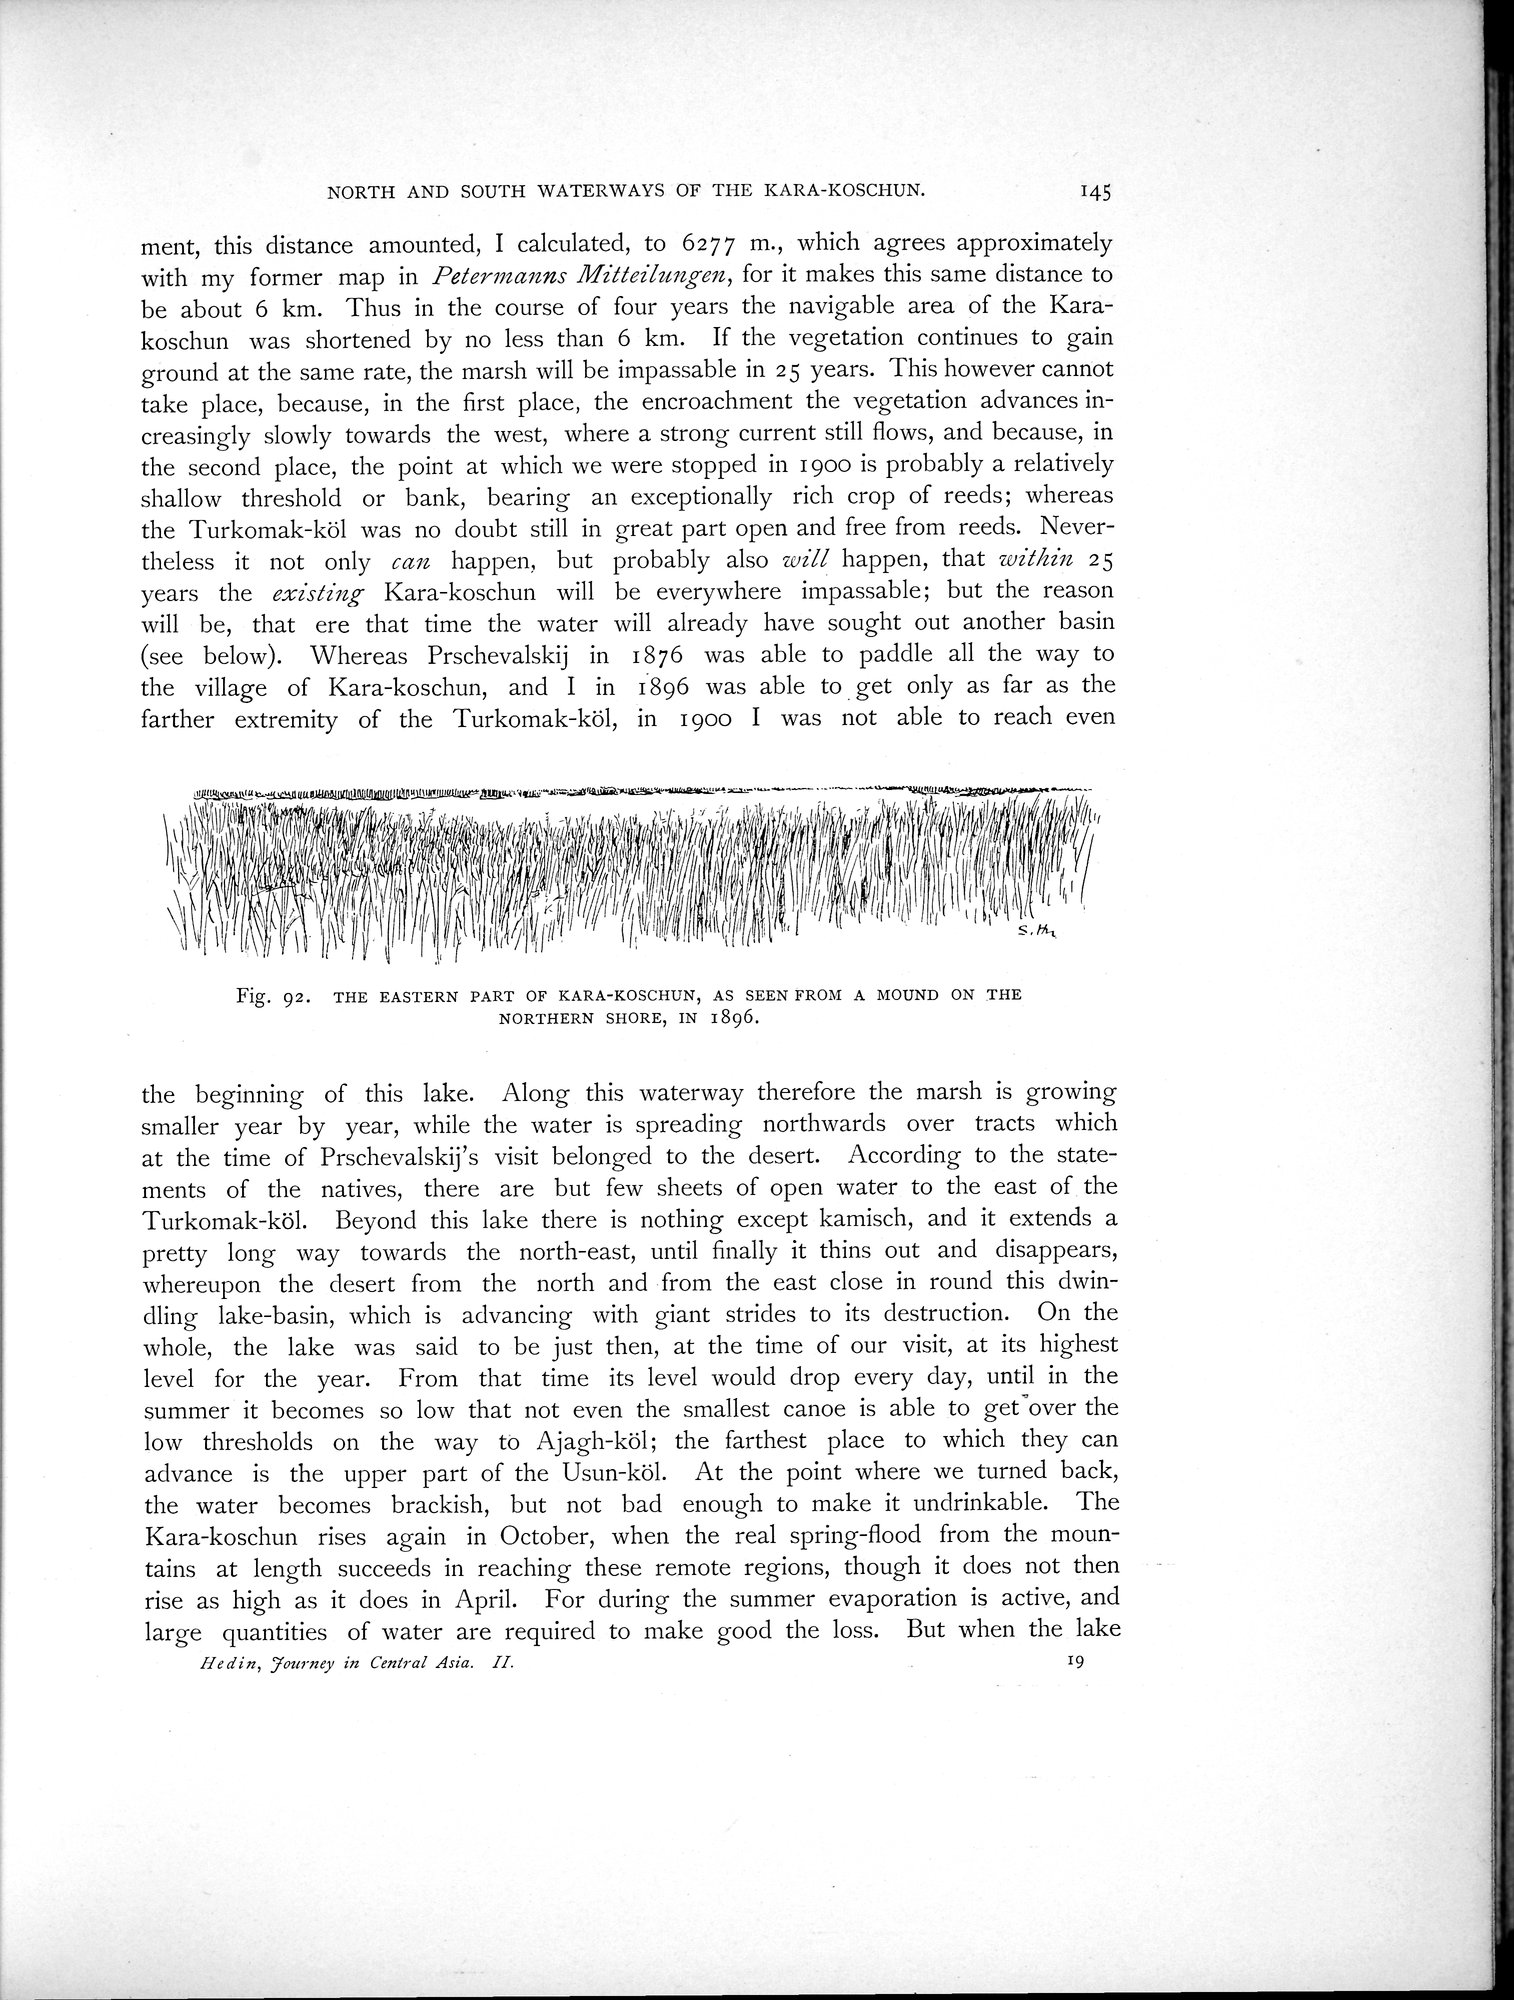 NORTH AND SOUTH WATERWAYS OF THE KARA-KOSCHUN. 145
ment, this distance amounted, I calculated, to 6277 m., which agrees approximately
with my former map in Petermanns Mitteilungen, for it makes this same distance to
be about 6 km. Thus in the course of four years the navigable area of the Kara-
koschun was shortened by no less than 6 km. If the vegetation continues to gain
ground at the same rate, the marsh will be impassable in 25 years. This however cannot
take place, because, in the first place, the encroachment the vegetation advances in-
creasingly slowly towards the west, where a strong current still flows, and because, in
the second place, the point at which we were stopped in 1900 is probably a relatively
shallow threshold or bank, bearing an exceptionally rich crop of reeds; whereas
the Turkomak-köl was no doubt still in great part open and free from reeds. Never-
theless it not only can happen, but probably also will happen, that within 25
years the existing Kara-koschun will be everywhere impassable; but the reason
will be, that ere that time the water will already have sought out another basin
(see below). Whereas Prschevalskij in 1876 was able to paddle all the way to
the village of Kara-koschun, and I in 1896 was able to get only as far as the
farther extremity of the Turkomak-köl, in 1900 I was not able to reach even
S. Hn
Fig. 92. THE EASTERN PART OF KARA-KOSCHUN, AS SEEN FROM A MOUND ON THE
NORTHERN SHORE, IN 1896.
the beginning of this lake. Along this waterway therefore the marsh is growing
smaller year by year, while the water is spreading northwards over tracts which
at the time of Prschevalskij's visit belonged to the desert. According to the state-
ments of the natives, there are but few sheets of open water to the east of the
Turkomak-köl. Beyond this lake there is nothing except kamisch, and it extends a
pretty long way towards the north-east, until finally it thins out and disappears,
whereupon the desert from the north and from the east close in round this dwin-
dling lake-basin, which is advancing with giant strides to its destruction. On the
whole, the lake was said to be just then, at the time of our visit, at its highest
level for the year. From that time its level would drop every day, until in the
summer it becomes so low that not even the smallest canoe is able to get over the
low thresholds on the way to Ajagh-köl; the farthest place to which they can
advance is the upper part of the Usun-köl. At the point where we turned back,
the water becomes brackish, but not bad enough to make it undrinkable. The
Kara-koschun rises again in October, when the real spring-flood from the moun-
tains at length succeeds in reaching these remote regions, though it does not then
rise as high as it does in April. For during the summer evaporation is active, and
large quantities of water are required to make good the loss. But when the lake
Hedin, Journey in Central Asia. II. 19